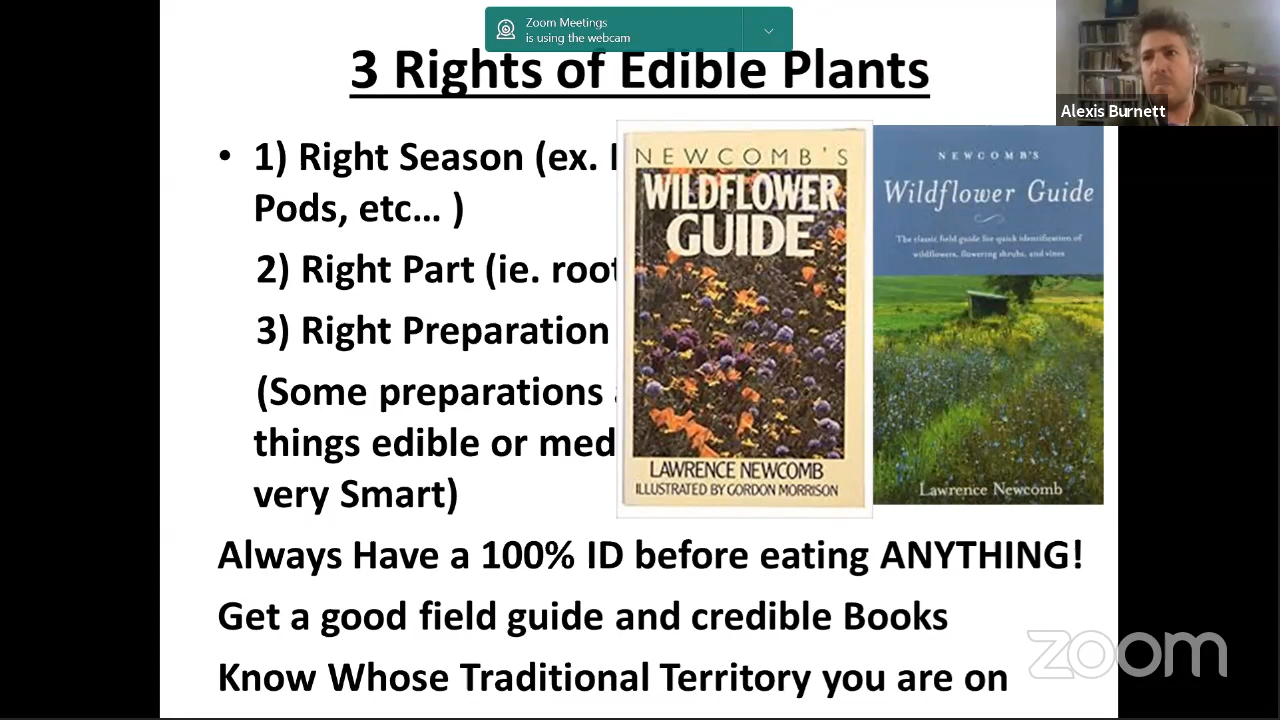 Zoom Meetings
is using the webcam
3 Rights of Edible Plants
Alexis Burnett
• 1) Right Season (ex.
Pods, etc... )
2) Right Part (ie. root
3) Right Preparation
(Some preparations
things edible or med
very Smart)
NEWCOMB'S
WILDFLOWER
GUIDE
LAWRENCE NEWCOMB
ILLUSTRATED BY GORDON MORRISON
NEWCOMB'S
Wildflower Guide
The classic field guide for quick identification of
wildflowers, flowering shrubs, and vines
Lawrence Newcomb
Always Have a 100% ID before eating ANYTHING!
Get a good field guide and credible Books
Know Whose Traditional Territory you are on
zoom